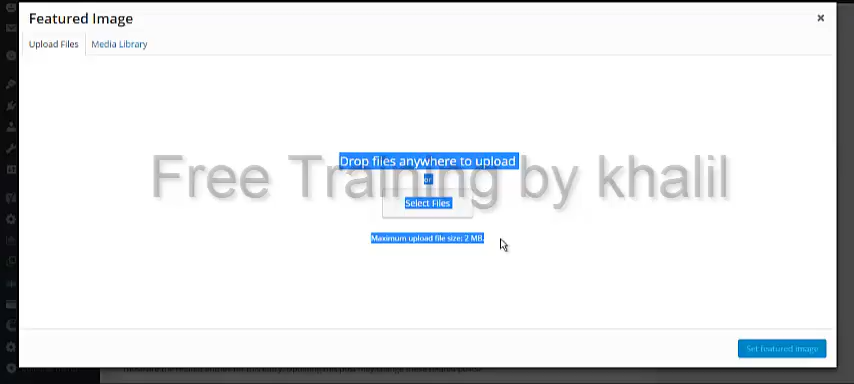 Featured Image
Upload Files
Media Library
Drop files anywhere to upload
or
Select Files
Maximum upload file size: 2 MB.
Free Training by khalil
Set featured image